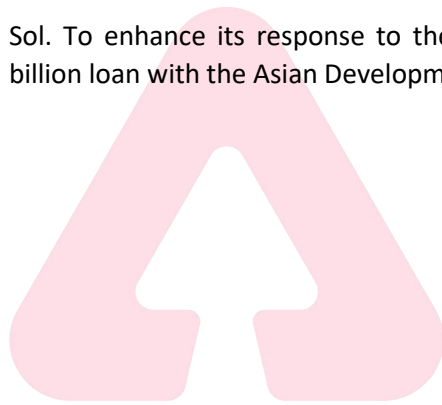 Sol. To enhance its response to the
billion loan with the Asian Developm